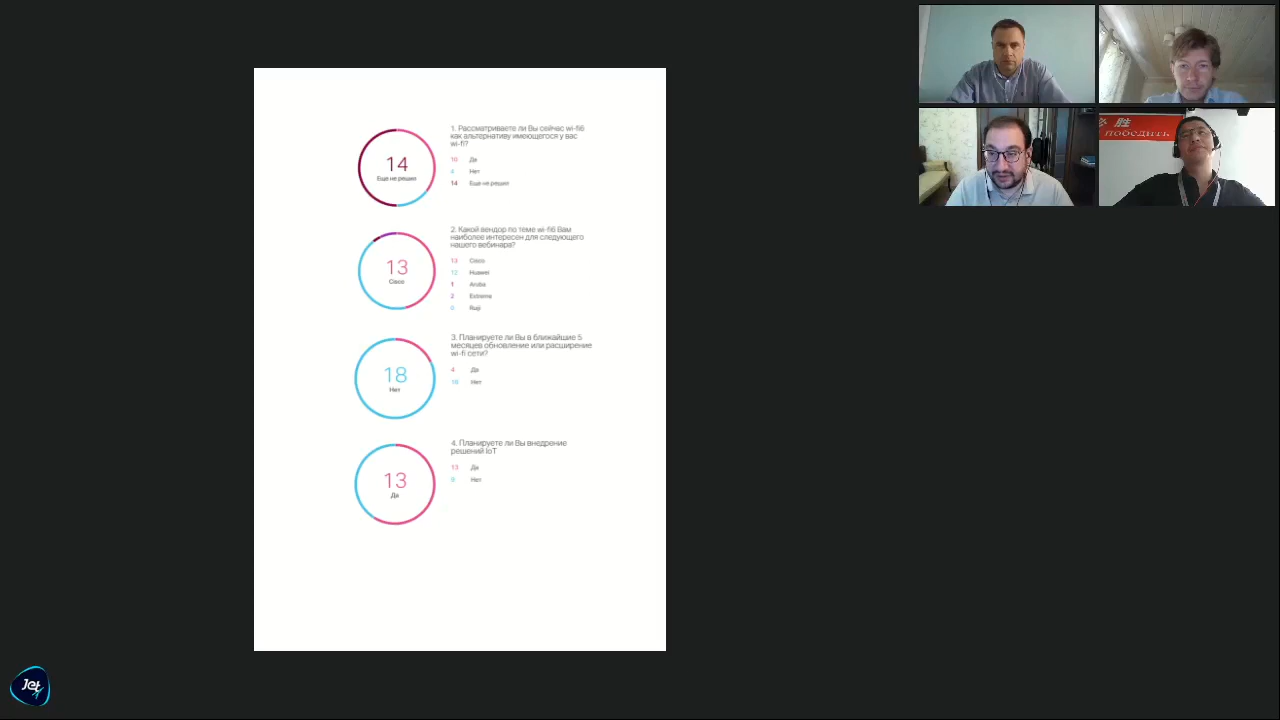 14
Еще не решил
1. Рассматриваете ли Вы сейчас wi-fi6
как альтернативу имеющегося у вас
wi-fi?
10 Да
4 Нет
14 Еще не решил
13
Cisco
2. Какой вендор по теме wi-fi6 Вам
наиболее интересен для следующего
нашего вебинара?
13 Cisco
12 Huawei
1 Aruba
2 Extreme
0 Ruji
18
Нет
3. Планируете ли Вы в ближайшие 5
месяцев обновление или расширение
wi-fi сети?
4 Да
18 Нет
13
Да
4. Планируете ли Вы внедрение
решений IoT
13 Да
9 Нет
必胜
победить
Jet